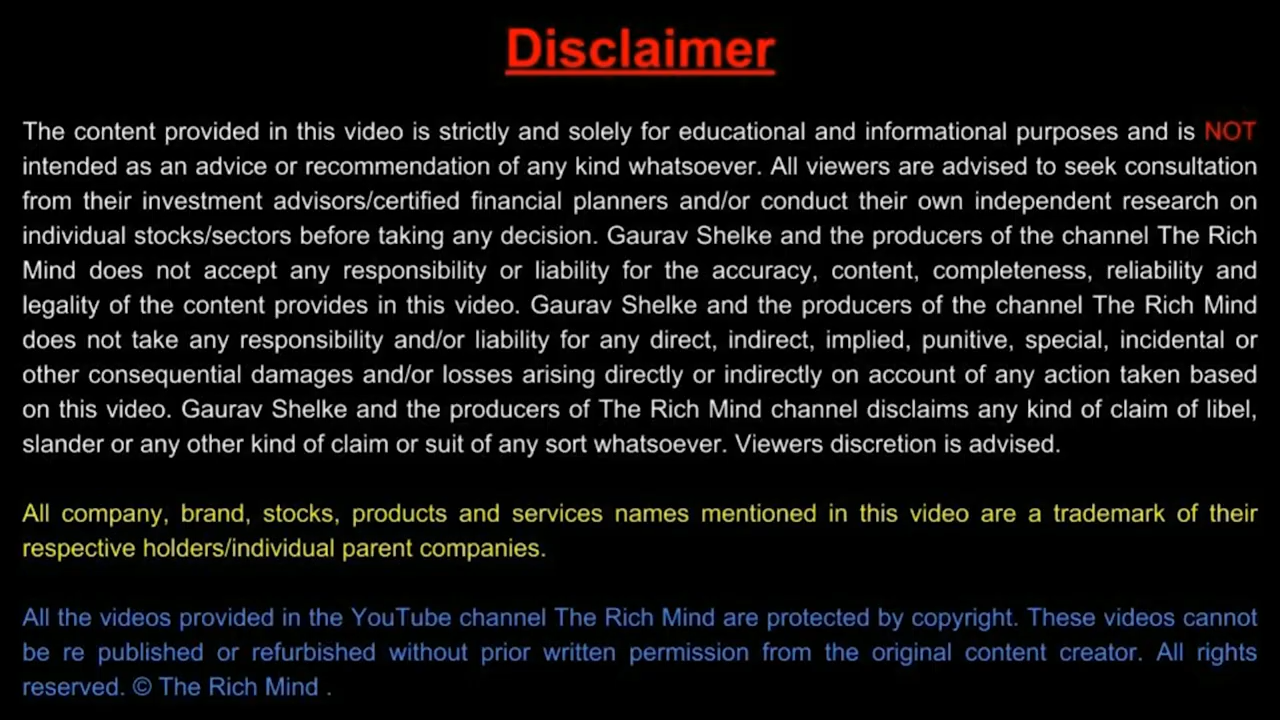 Disclaimer
The content provided in this video is strictly and solely for educational and informational purposes and is NOT
intended as an advice or recommendation of any kind whatsoever. All viewers are advised to seek consultation
from their investment advisors/certified financial planners and/or conduct their own independent research on
individual stocks/sectors before taking any decision. Gaurav Shelke and the producers of the channel The Rich
Mind does not accept any responsibility or liability for the accuracy, content, completeness, reliability and
legality of the content provides in this video. Gaurav Shelke and the producers of the channel The Rich Mind
does not take any responsibility and/or liability for any direct, indirect, implied, punitive, special, incidental or
other consequential damages and/or losses arising directly or indirectly on account of any action taken based
on this video. Gaurav Shelke and the producers of The Rich Mind channel disclaims any kind of claim of libel,
slander or any other kind of claim or suit of any sort whatsoever. Viewers discretion is advised.
All company, brand, stocks, products and services names mentioned in this video are a trademark of their
respective holders/individual parent companies.
All the videos provided in the YouTube channel The Rich Mind are protected by copyright. These videos cannot
be re published or refurbished without prior written permission from the original content creator. All rights
reserved. © The Rich Mind .